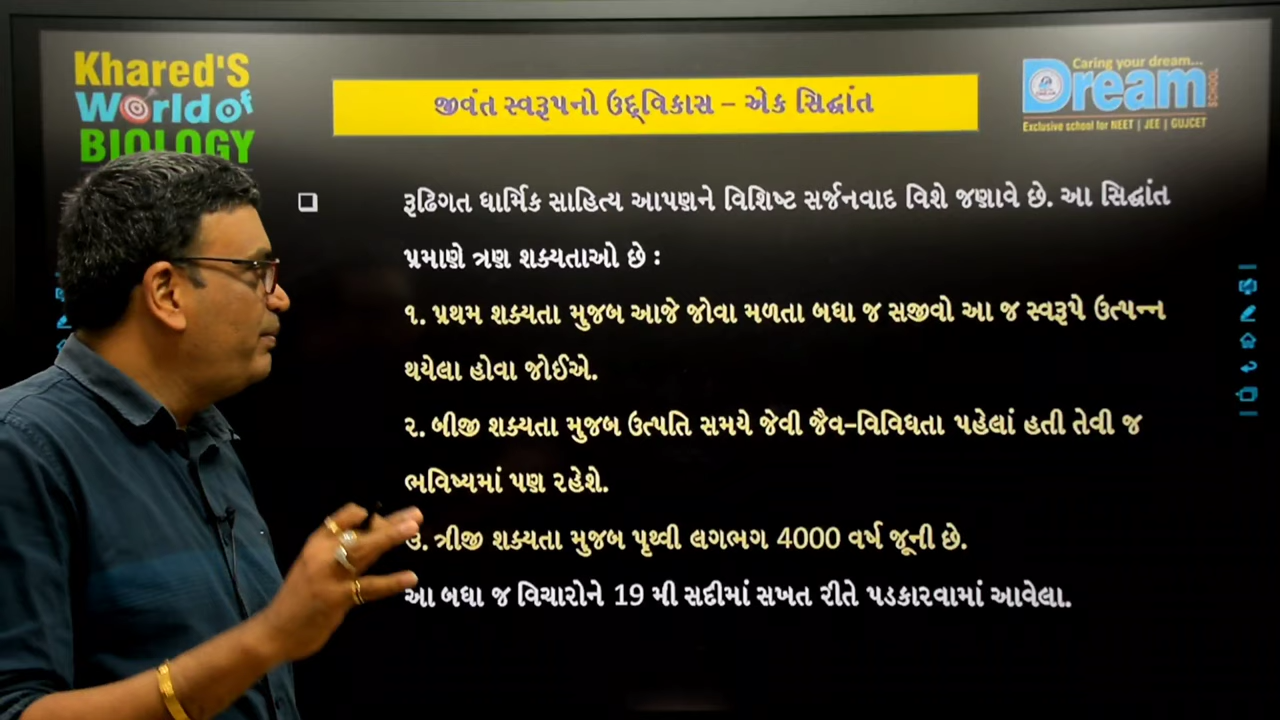 Khared'S
World of
BIOLOGY
Caring your dream...
Dream
SCHOOL
Exclusive school for NEET | JEE | GUJCET
જીવંત સ્વરૂપનો ઉદ્‌વિકાસ – એક સિદ્ધાંત
રૂઢિગત ધાર્મિક સાહિત્ય આપણને વિશિષ્ટ સર્જનવાદ વિશે જણાવે છે. આ સિદ્ધાંત
પ્રમાણે ત્રણ શક્યતાઓ છે :
૧. પ્રથમ શક્યતા મુજબ આજે જોવા મળતા બધા જ સજીવો આ જ સ્વરૂપે ઉત્પન્ન
થયેલા હોવા જોઈએ.
૨. બીજી શક્યતા મુજબ ઉત્પતિ સમયે જેવી જૈવ–વિવિધતા પહેલાં હતી તેવી જ
ભવિષ્યમાં પણ રહેશે.
૩. ત્રીજી શક્યતા મુજબ પૃથ્વી લગભગ 4000 વર્ષ જૂની છે.
આ બધા જ વિચારોને 19 મી સદીમાં સખત રીતે પડકારવામાં આવેલા.